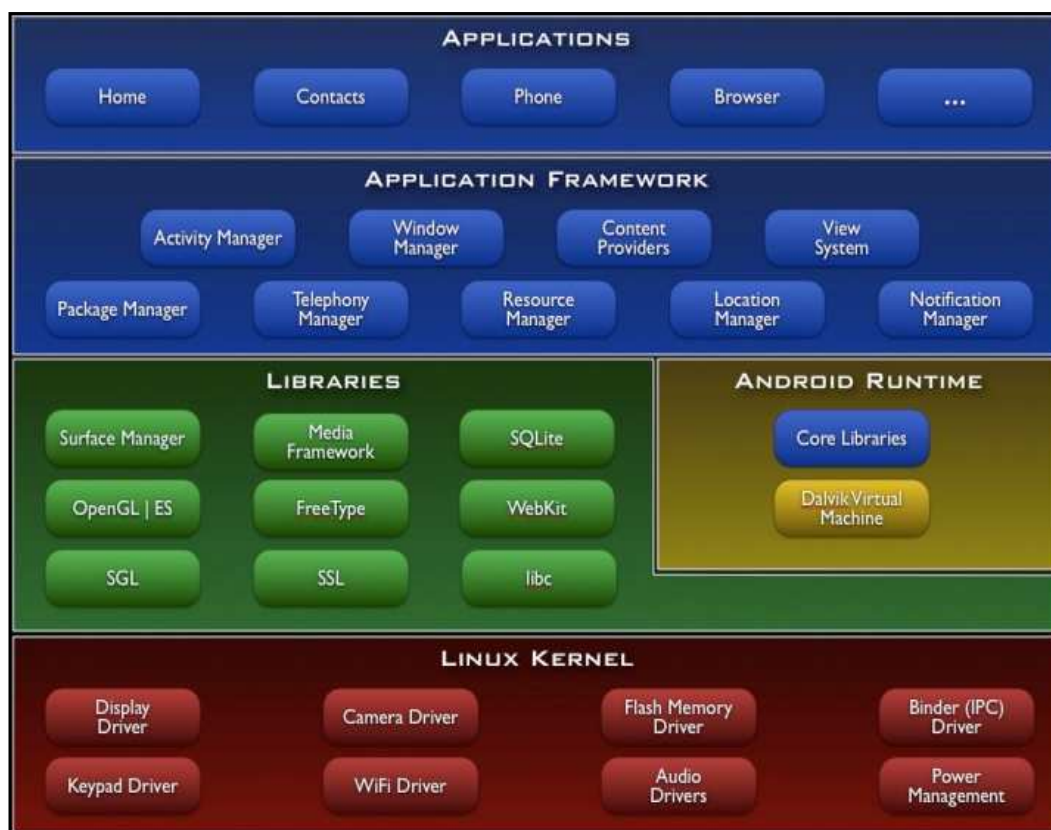 APPLICATIONS
Home
Contacts
Phone
Browser
...
APPLICATION FRAMEWORK
Activity Manager
Window
Manager
Content
Providers
View
System
Package Manager
Telephony
Manager
Resource
Manager
Location
Manager
Notification
Manager
LIBRARIES
Surface Manager
Media
Framework
SQLite
OpenGL | ES
FreeType
WebKit
SGL
SSL
libc
ANDROID RUNTIME
Core Libraries
Dalvik Virtual
Machine
LINUX KERNEL
Display
Driver
Camera Driver
Flash Memory
Driver
Binder (IPC)
Driver
Keypad Driver
WiFi Driver
Audio
Drivers
Power
Management